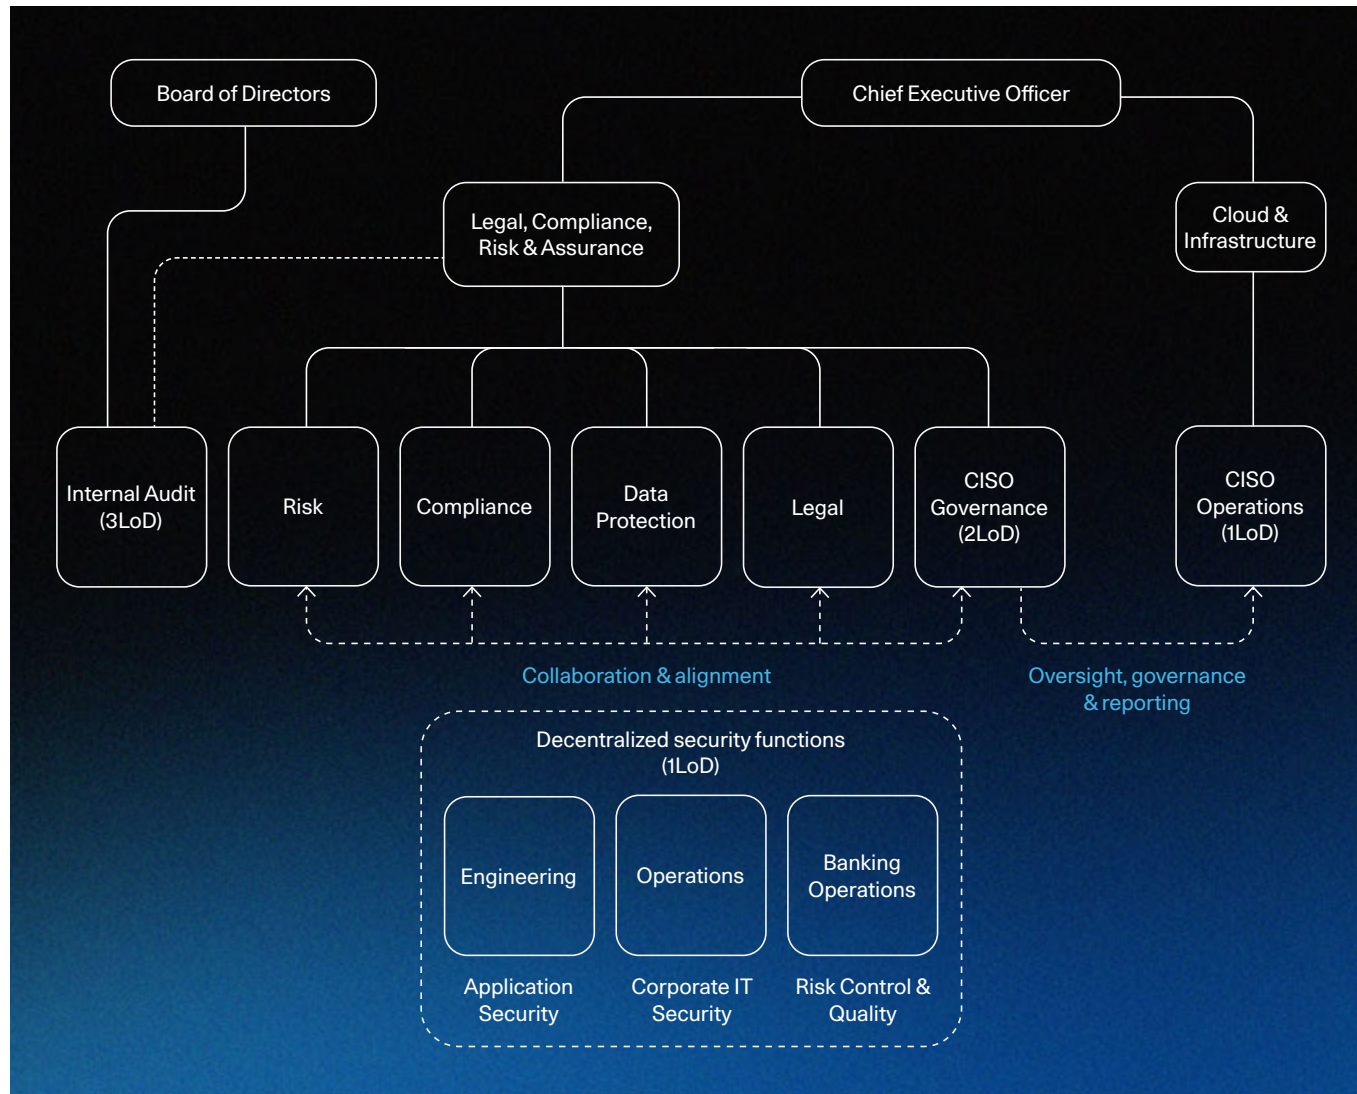 Board of Directors
Chief Executive Officer
Legal, Compliance,
Risk & Assurance
Cloud &
Infrastructure
Internal Audit
(3LoD)
Risk
Compliance
Data
Protection
Legal
CISO
Governance
(2LoD)
CISO
Operations
(1LoD)
Collaboration & alignment
Oversight, governance
& reporting
Decentralized security functions
(1LoD)
Engineering
Operations
Banking
Operations
Application
Security
Corporate IT
Security
Risk Control &
Quality